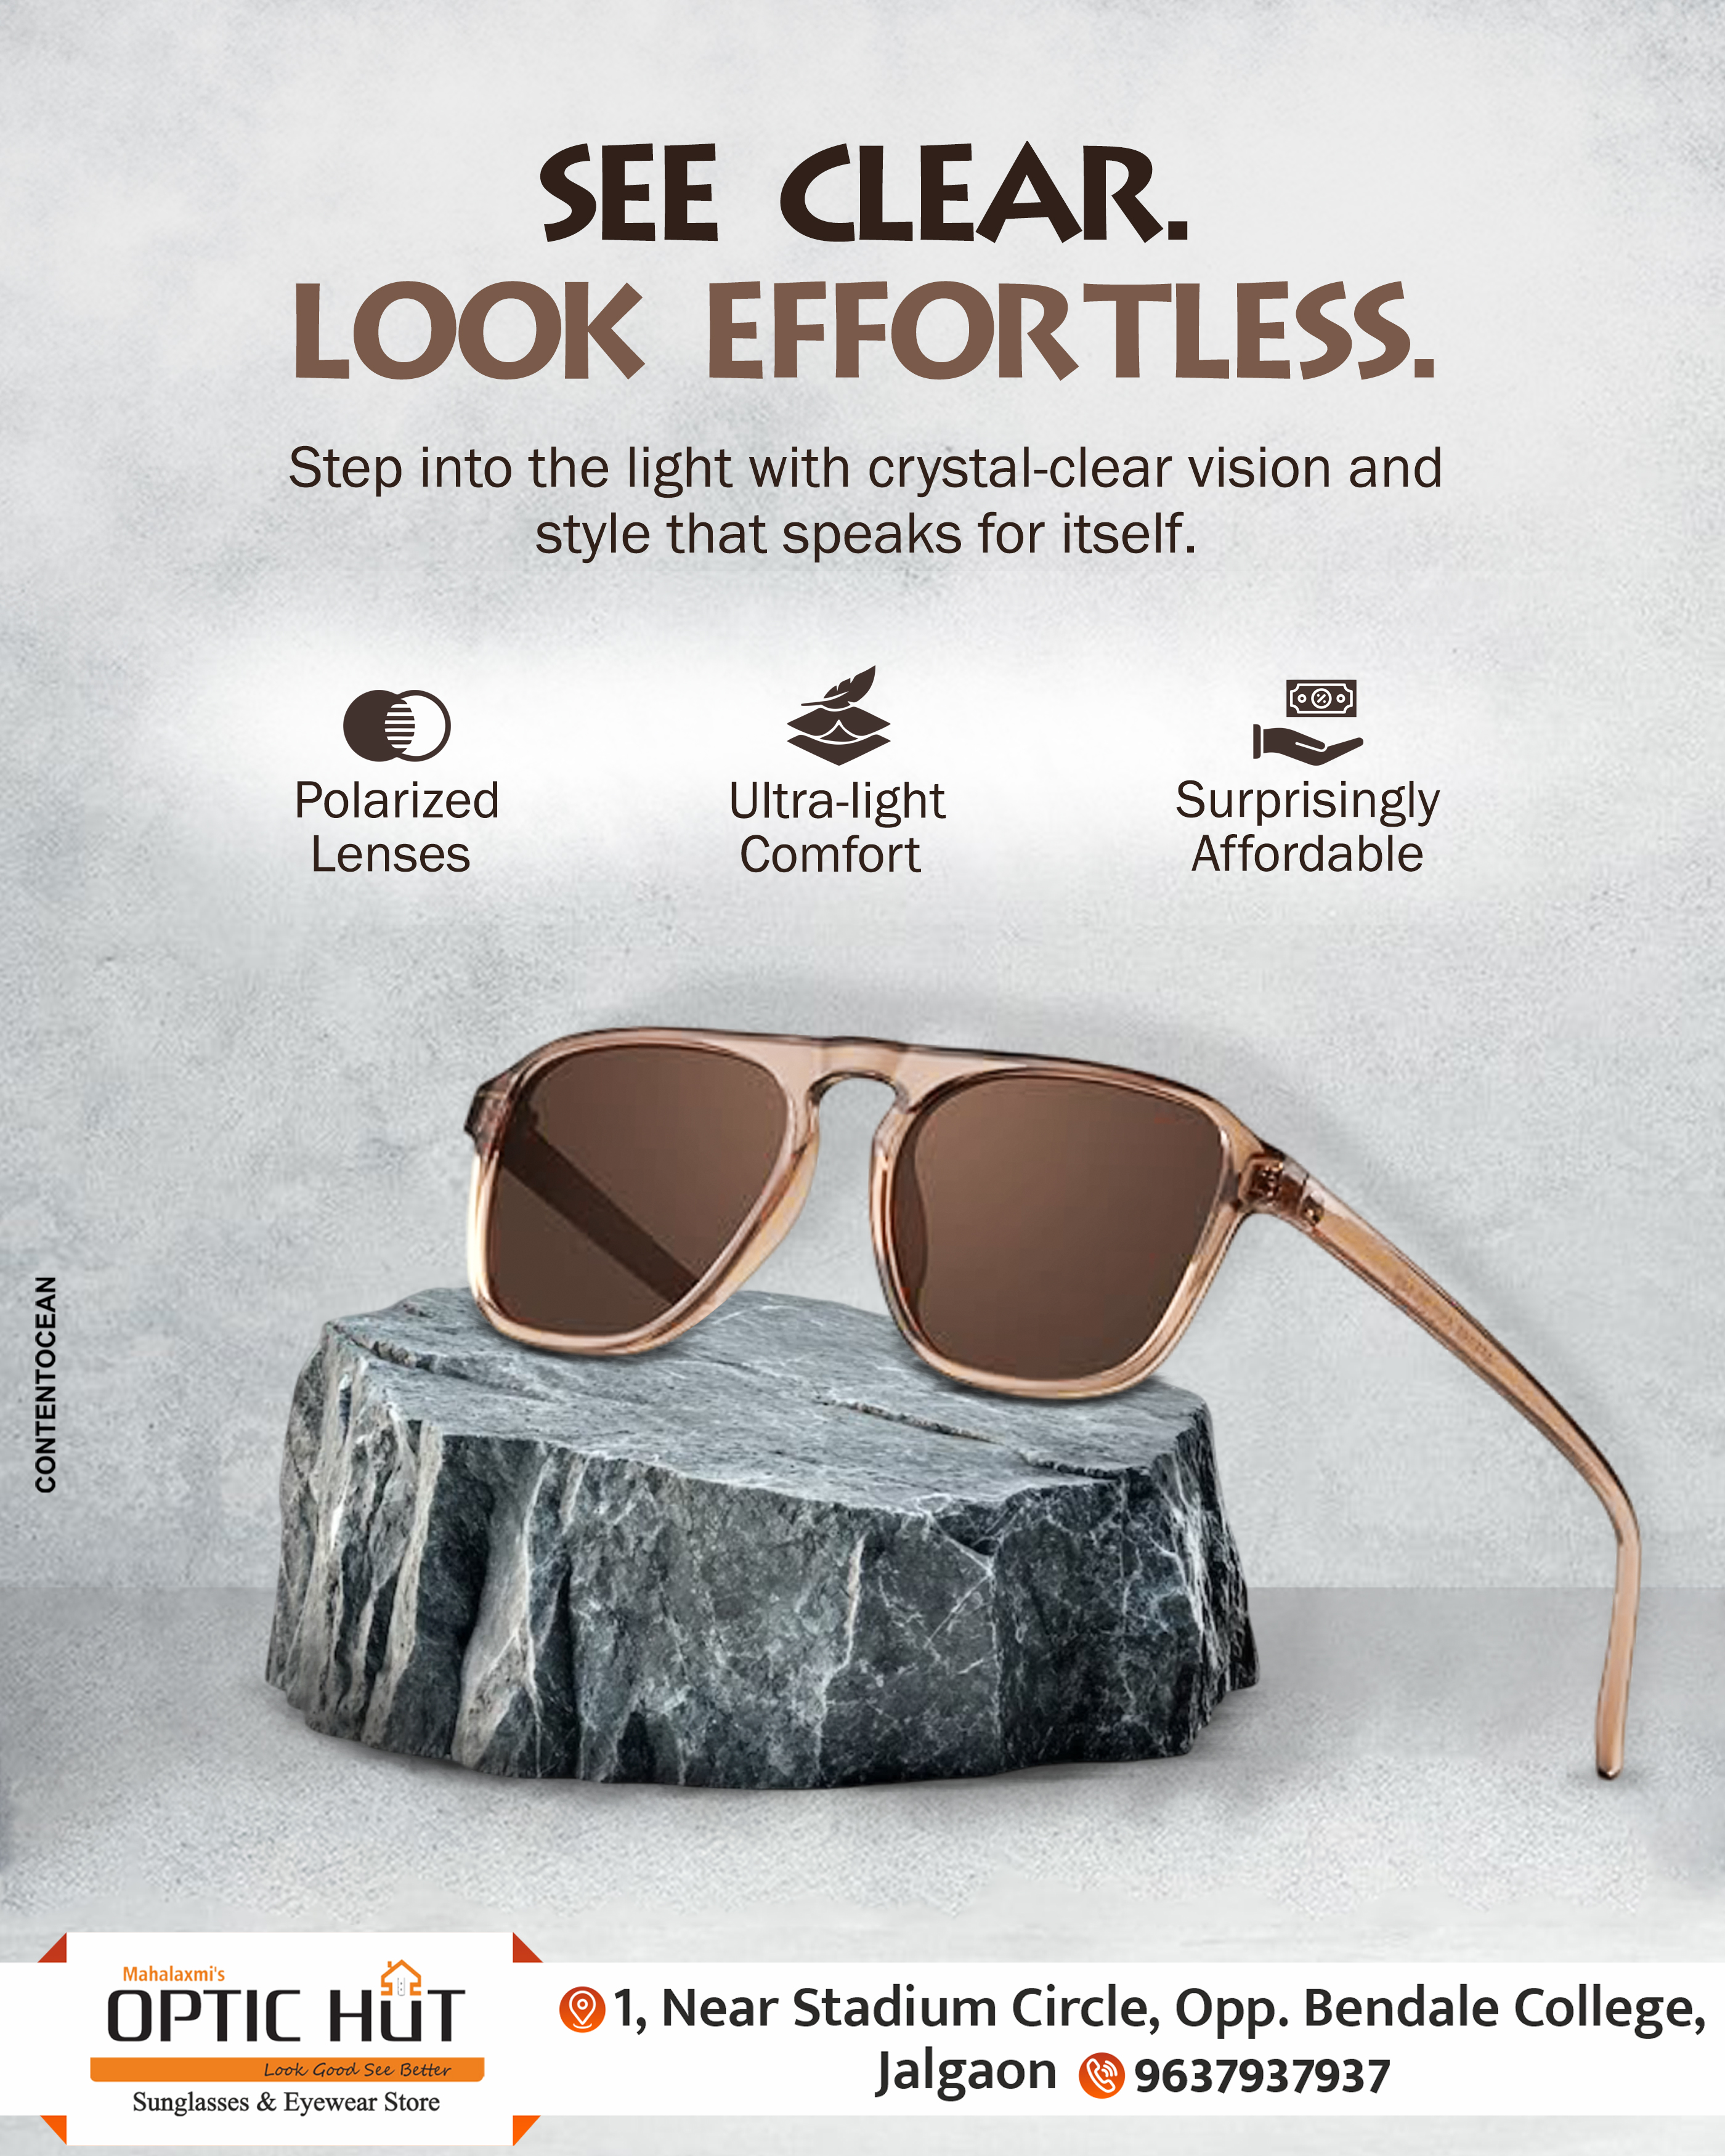 SEE CLEAR.
LOOK EFFORTLESS.
Step into the light with crystal-clear vision and
style that speaks for itself.
Polarized
Lenses
Ultra-light
Comfort
Surprisingly
Affordable
CONTENTOCEAN
Mahalaxmi's
OPTIC HUT
Look Good See Better
Sunglasses & Eyewear Store
1, Near Stadium Circle, Opp. Bendale College,
Jalgaon 9637937937